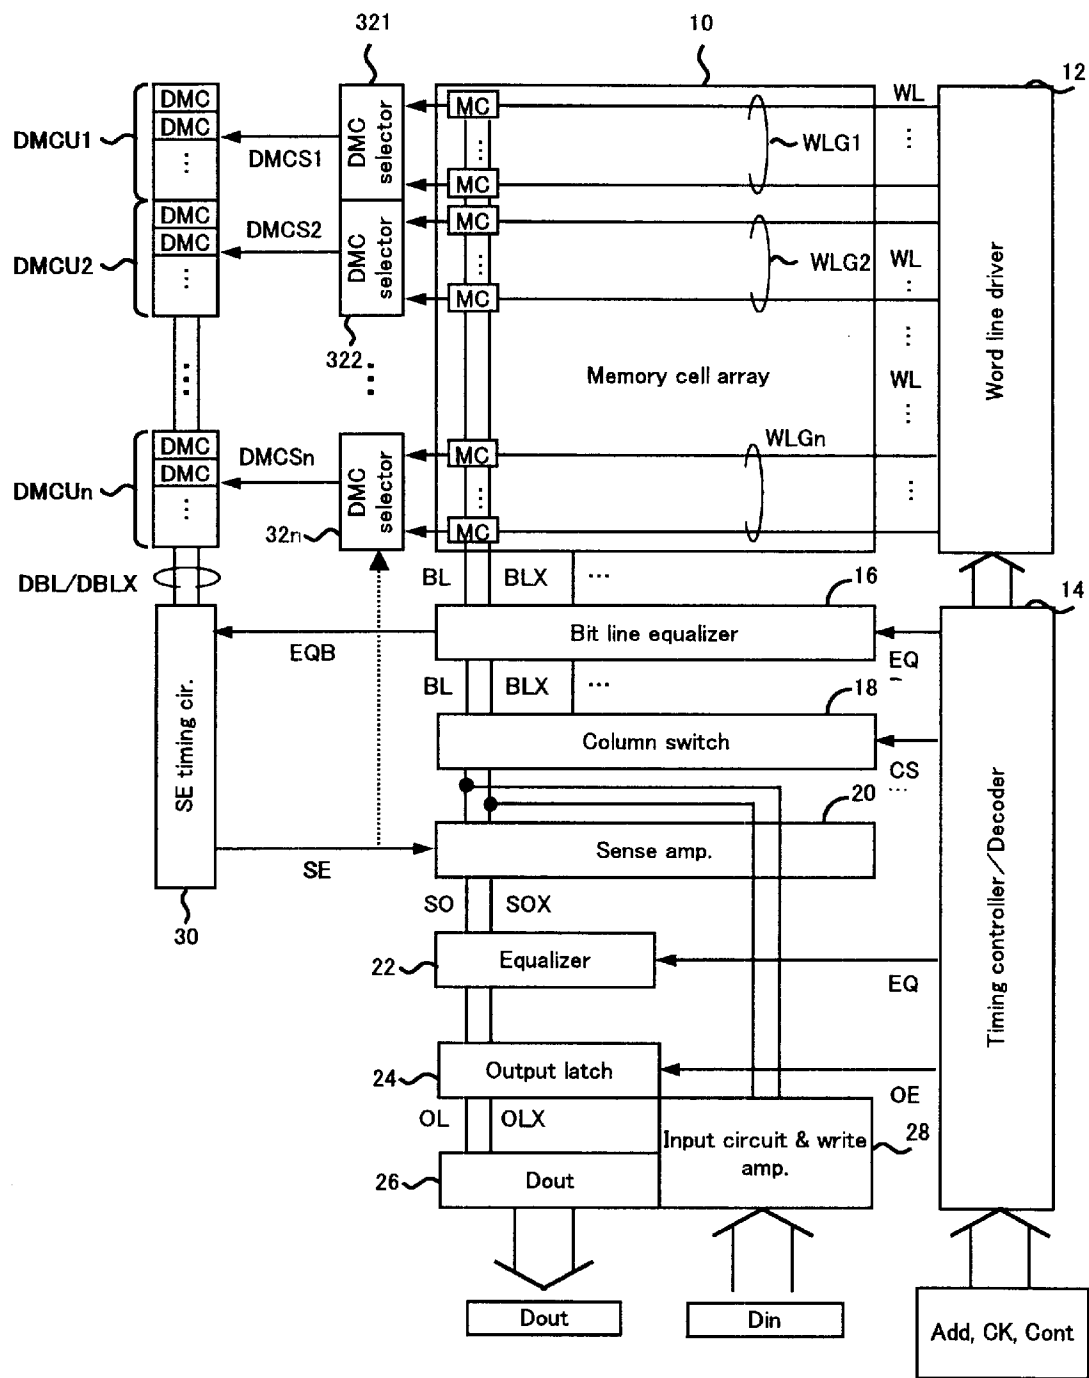 321
10
12
DMC
DMC
...
DMCU1
DMCS1
DMC selector
MC
...
MC
WLG1
WL
...
Word line driver
DMC
DMC
...
DMCU2
DMCS2
DMC selector
MC
...
MC
WLG2
WL
...
322
...
...
Memory cell array
...
WL
...
DMC
DMC
...
DMCUn
DMCSn
DMC selector
32n
MC
...
MC
WLGn
...
DBL/DBLX
BL
BLX
...
16
14
Bit line equalizer
EQB
EQ
,
BL
BLX
...
18
SE timing cir.
Column switch
CS
...
20
Sense amp.
SE
30
SO
SOX
22
Equalizer
EQ
Timing controller/Decoder
24
Output latch
OE
OL
OLX
Input circuit & write
amp.
28
26
Dout
Dout
Din
Add, CK, Cont